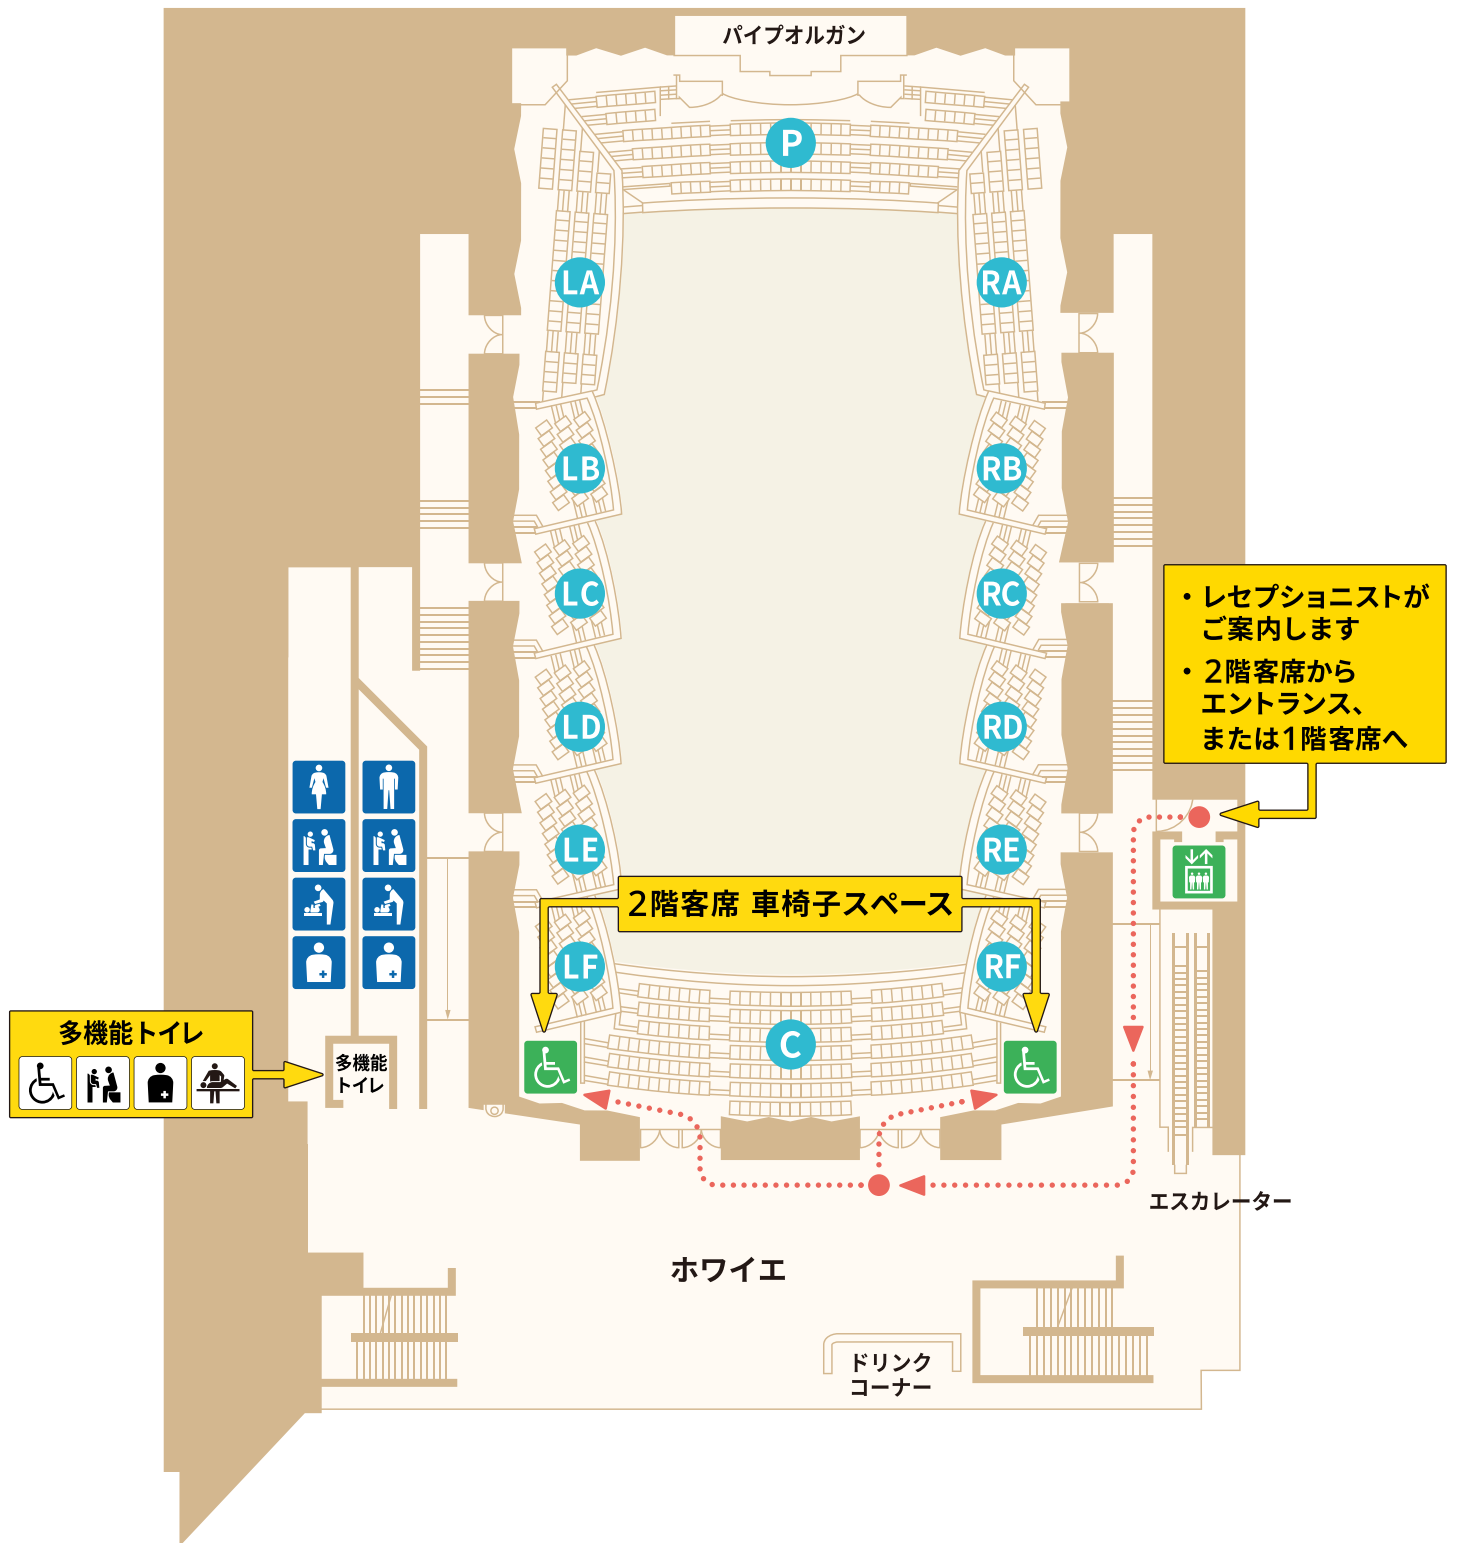 パイプオルガン
P
LA
RA
LB
RB
・レセプショニストが
ご案内します
・２階客席から
エントランス、
または1階客席へ
LC
RC
LD
RD
LE
RE
２階客席 車椅子スペース
LF
RF
C
多機能トイレ
多機能
トイレ
エスカレーター
ホワイエ
ドリンク
コーナー